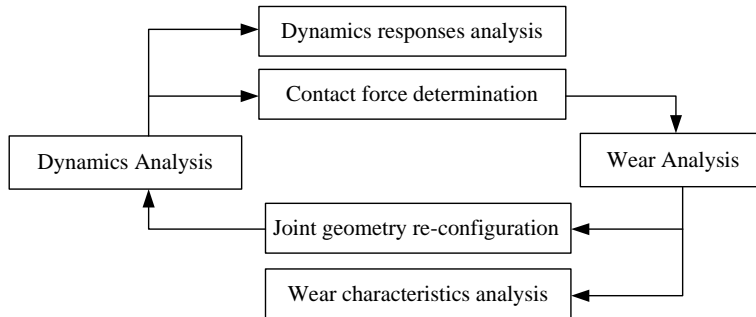 Dynamics responses analysis
Contact force determination
Dynamics Analysis
Wear Analysis
Joint geometry re-configuration
Wear characteristics analysis